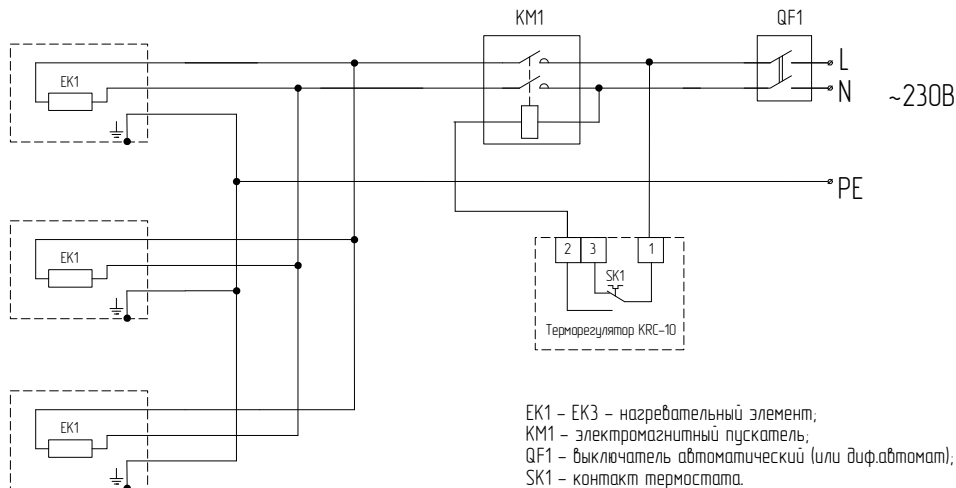 KM1
QF1
L
N
~230В
PE
EK1
EK1
EK1
2 3 1
SK1
Терморегулятор KRC-10
EK1 - EK3 - нагревательный элемент;
KM1 - электромагнитный пускатель;
QF1 - выключатель автоматический (или диф.автомат);
SK1 - контакт термостата.